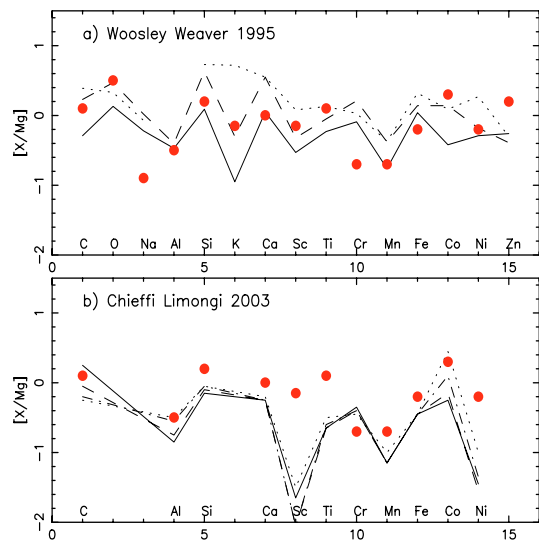 a) Woosley Weaver 1995
1
0
−1
−2
[X/Mg]
C O Na Al Si K Ca Sc Ti Cr Mn Fe Co Ni Zn
0 5 10 15
b) Chieffi Limongi 2003
1
0
−1
−2
[X/Mg]
C Al Si Ca Sc Ti Cr Mn Fe Co Ni
0 5 10 15